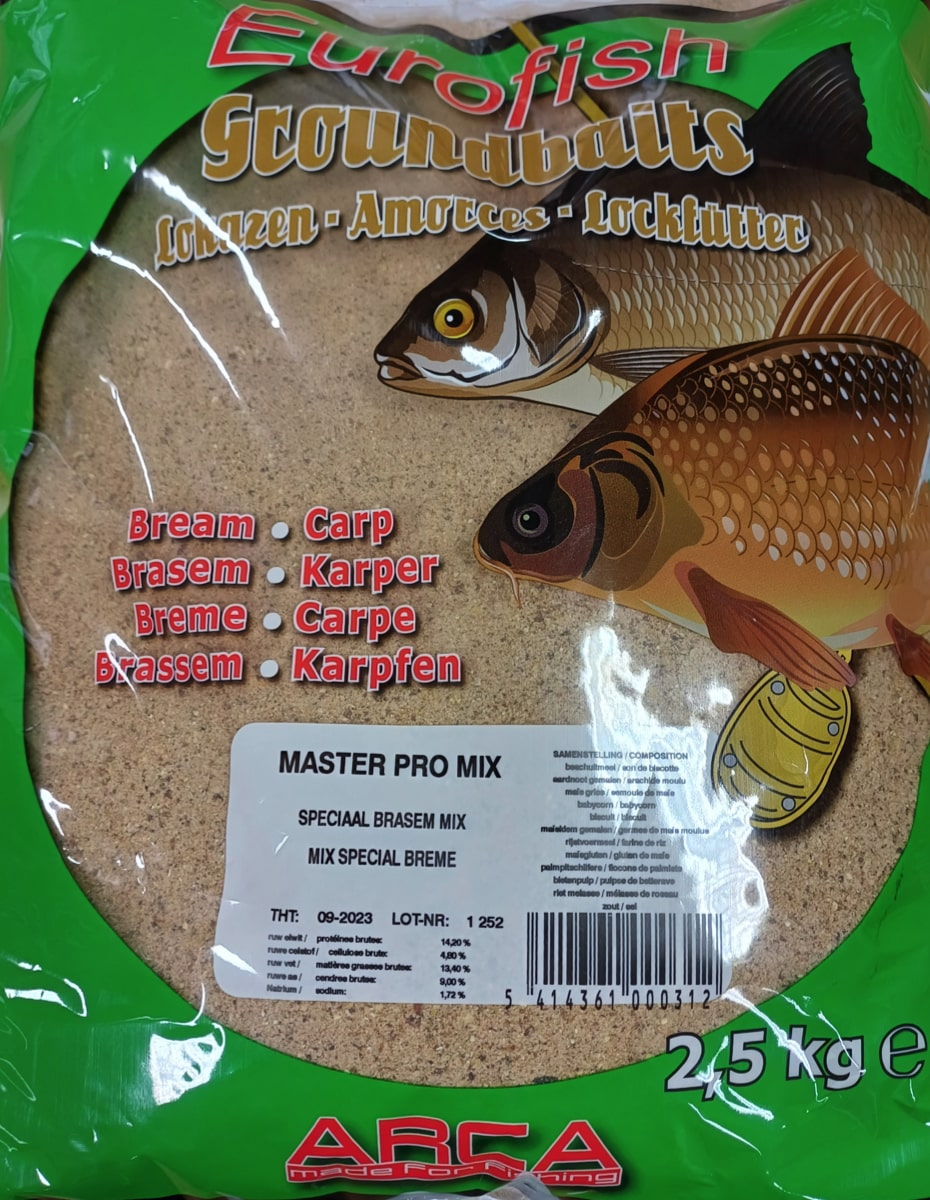 Eurofish
Groundbaits
Lokazen - Amorces - Lockfütter
Bream • Carp
Brasem • Karper
Breme • Carpe
Brassem • Karpfen
MASTER PRO MIX
SPECIAAL BRASEM MIX
MIX SPECIAL BREME
THT: 09-2023 LOT-NR: 1 252
ruw eiwit / protéines brutes: 14,20 %
ruwe celstof / cellulose brute: 4,80 %
ruw vet / matières grasses brutes: 13,40 %
ruwe as / cendres brutes: 9,00 %
Natrium / sodium: 1,72 %
SAMENSTELLING / COMPOSITION
beschuitmeel / son de biscotte
aardnoot gemalen / arachide moulu
maïs gries / semoule de maïs
babycorn / babycorn
biscuit / biscuit
maïskiem gemalen / germes de maïs moulus
rijstvoermeel / farine de riz
maïsgluten / gluten de maïs
palmpitschilfers / flocons de palmiste
bietenpulp / pulpe de betterave
riet melasse / mélasse de roseau
zout / sel
5 414361 000312
2,5 kg e
ARCA
made for fishing